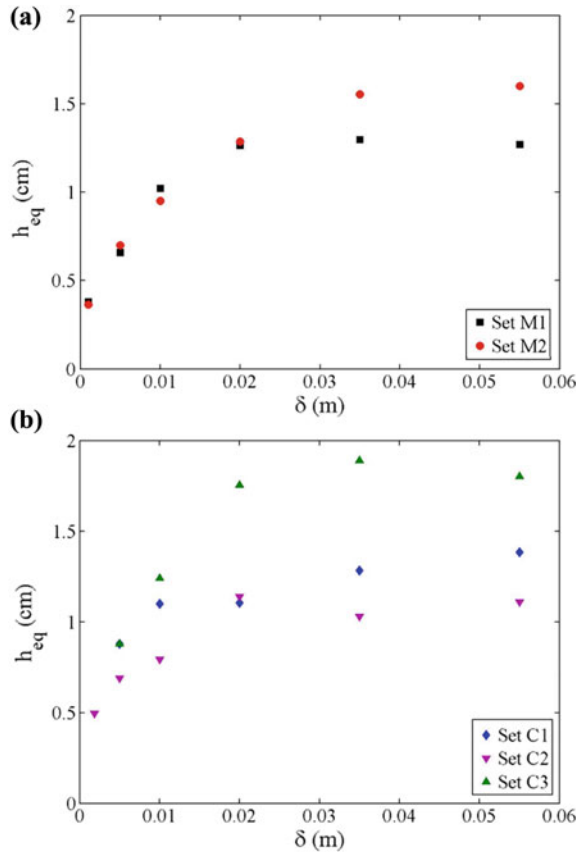 (a)
2
1.5
1
0.5
0
h_eq (cm)
0.01 0.02 0.03 0.04 0.05 0.06
δ (m)
Set M1
Set M2
(b)
2
1.5
1
0.5
0
h_eq (cm)
0 0.01 0.02 0.03 0.04 0.05 0.06
δ (m)
Set C1
Set C2
Set C3